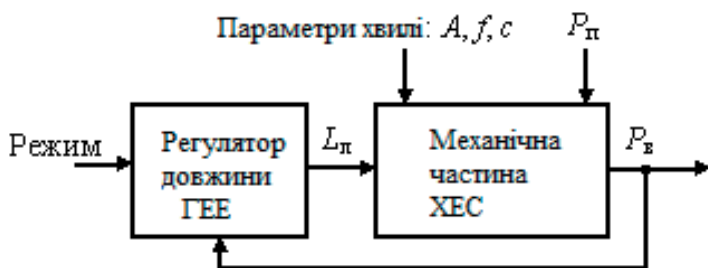 Параметри хвилі: A, f, c
Pп
Режим
Регулятор
довжини
ГЕЕ
Lп
Механічна
частина
ХЕС
Pв